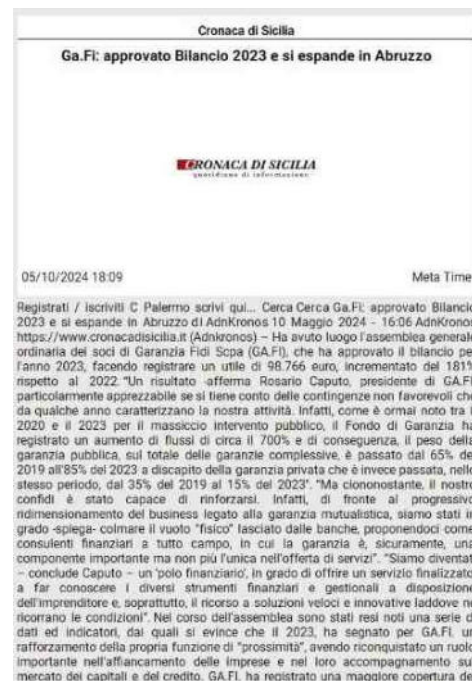 Cronaca di Sicilia
Ga.Fi: approvato Bilancio 2023 e si espande in Abruzzo
CRONACA DI SICILIA
quotidiano di informazione
05/10/2024 18:09 Meta Time
Registrati / iscriviti C Palermo scrivi qui... Cerca Cerca Ga.Fi: approvato Bilancio
2023 e si espande in Abruzzo di AdnKronos 10 Maggio 2024 - 16:06 AdnKronos
https://www.cronacadisicilia.it (Adnkronos) – Ha avuto luogo l'assemblea generale
ordinaria dei soci di Garanzia Fidi Scpa (GA.FI), che ha approvato il bilancio per
l'anno 2023, facendo registrare un utile di 98.766 euro, incrementato del 181%
rispetto al 2022. "Un risultato -afferma Rosario Caputo, presidente di GA.FI
particolarmente apprezzabile se si tiene conto delle contingenze non favorevoli che
da qualche anno caratterizzano la nostra attività. Infatti, come è ormai noto tra il
2020 e il 2023 per il massiccio intervento pubblico, il Fondo di Garanzia ha
registrato un aumento di flussi di circa il 700% e di conseguenza, il peso della
garanzia pubblica, sul totale delle garanzie complessive, è passato dal 65% del
2019 all'85% del 2023 a discapito della garanzia privata che è invece passata, nello
stesso periodo, dal 35% del 2019 al 15% del 2023". "Ma ciononostante, il nostro
confidi è stato capace di rinforzarsi. Infatti, di fronte al progressivo
ridimensionamento del business legato alla garanzia mutualistica, siamo stati in
grado -spiega- colmare il vuoto "fisico" lasciato dalle banche, proponendoci come
consulenti finanziari a tutto campo, in cui la garanzia è, sicuramente, una
componente importante ma non più l'unica nell'offerta di servizi". "Siamo diventati
– conclude Caputo – un 'polo finanziario', in grado di offrire un servizio finalizzato
a far conoscere i diversi strumenti finanziari e gestionali a disposizione
dell'imprenditore e, soprattutto, il ricorso a soluzioni veloci e innovative laddove ne
ricorrano le condizioni". Nel corso dell'assemblea sono stati resi noti una serie di
dati ed indicatori, dai quali si evince che il 2023, ha segnato per GA.FI. un
rafforzamento della propria funzione di "prossimità", avendo riconquistato un ruolo
importante nell'affiancamento delle imprese e nel loro accompagnamento sul
mercato dei capitali e del credito. GA.FI. ha registrato una maggiore copertura del